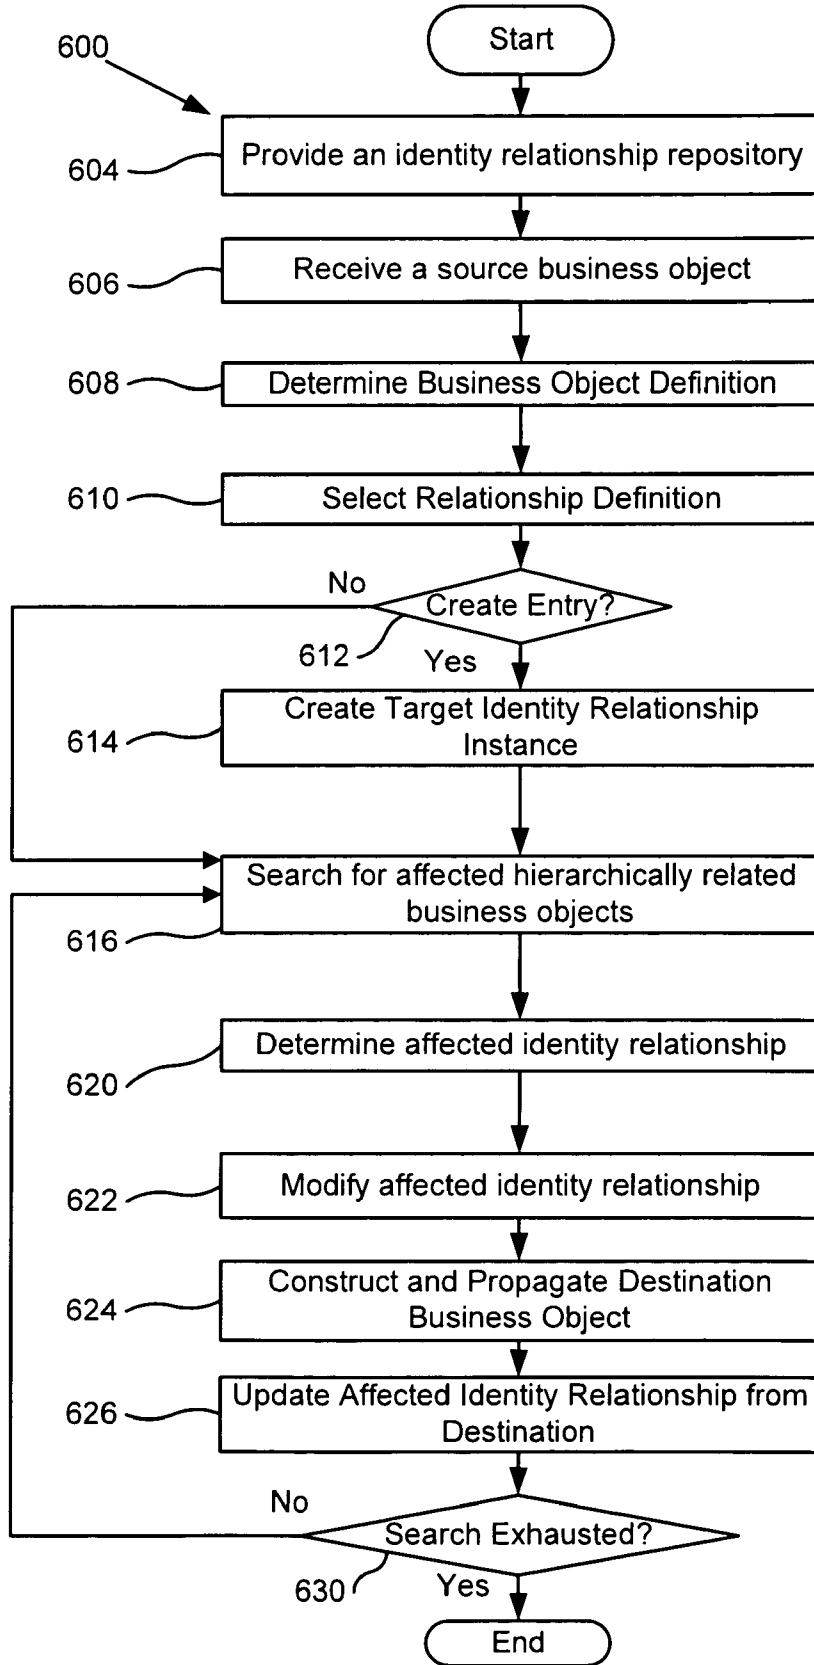 Start
600
Provide an identity relationship repository
604
Receive a source business object
606
Determine Business Object Definition
608
Select Relationship Definition
610
No
Create Entry?
612
Yes
Create Target Identity Relationship
Instance
614
Search for affected hierarchically related
business objects
616
Determine affected identity relationship
620
Modify affected identity relationship
622
Construct and Propagate Destination
Business Object
624
Update Affected Identity Relationship from
Destination
626
No
Search Exhausted?
630
Yes
End